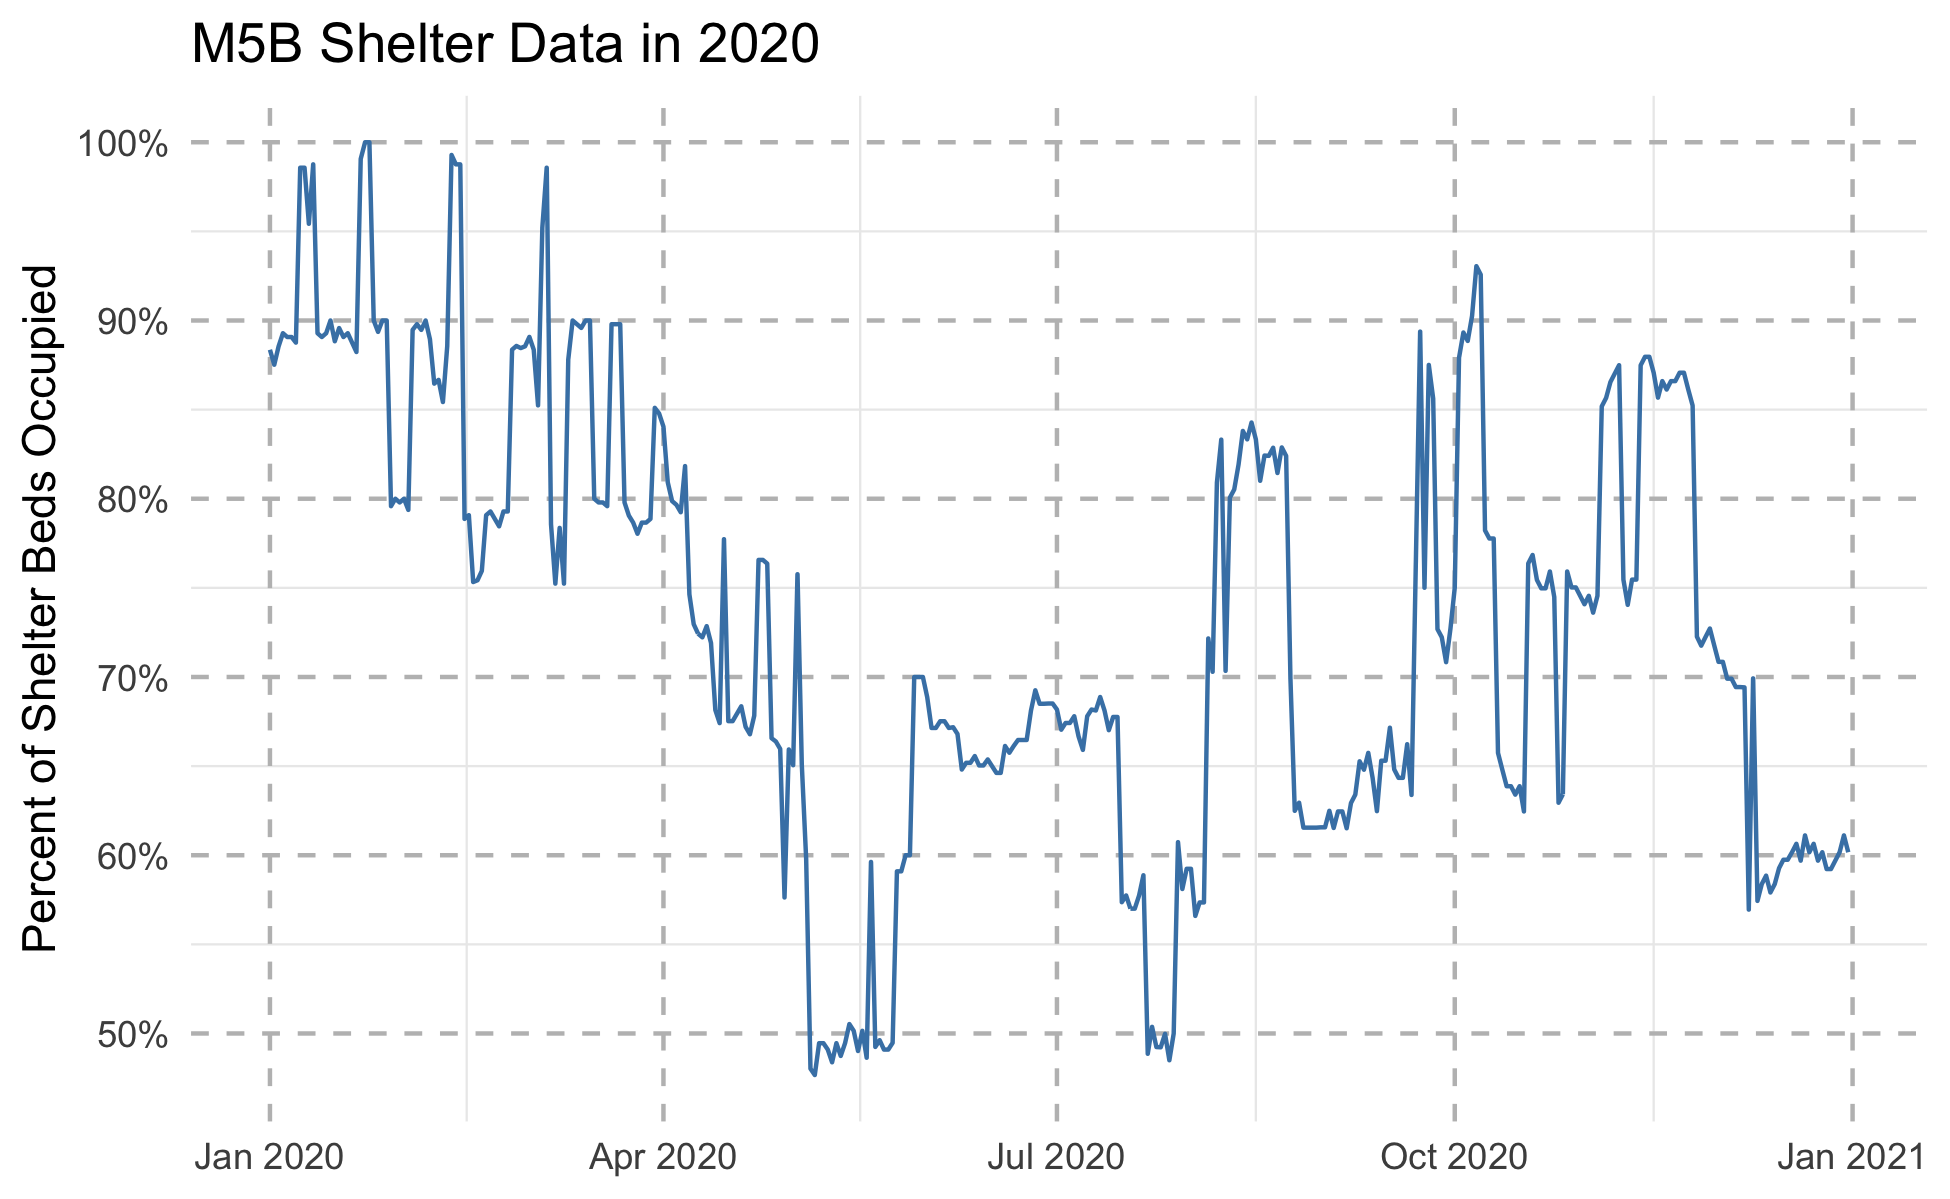 M5B Shelter Data in 2020
Percent of Shelter Beds Occupied
100%
90%
80%
70%
60%
50%
Jan 2020
Apr 2020
Jul 2020
Oct 2020
Jan 2021